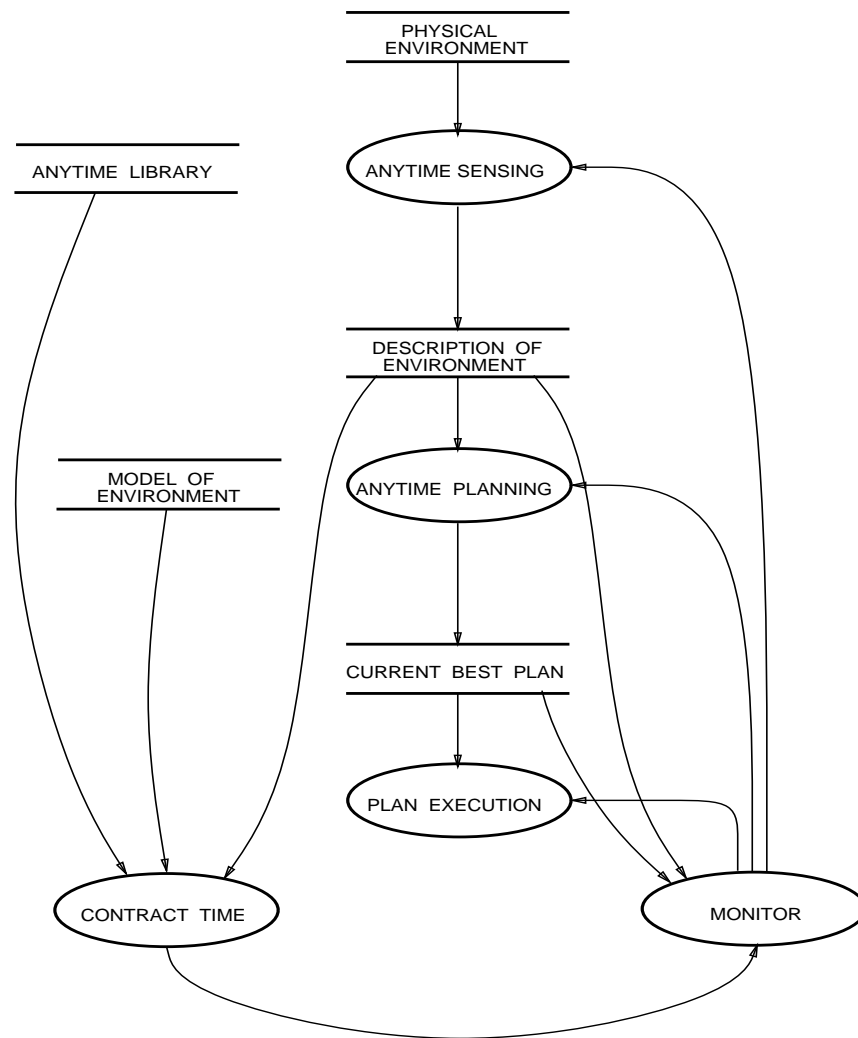 PHYSICAL
ENVIRONMENT
ANYTIME LIBRARY
ANYTIME SENSING
DESCRIPTION OF
ENVIRONMENT
MODEL OF
ENVIRONMENT
ANYTIME PLANNING
CURRENT BEST PLAN
PLAN EXECUTION
CONTRACT TIME
MONITOR